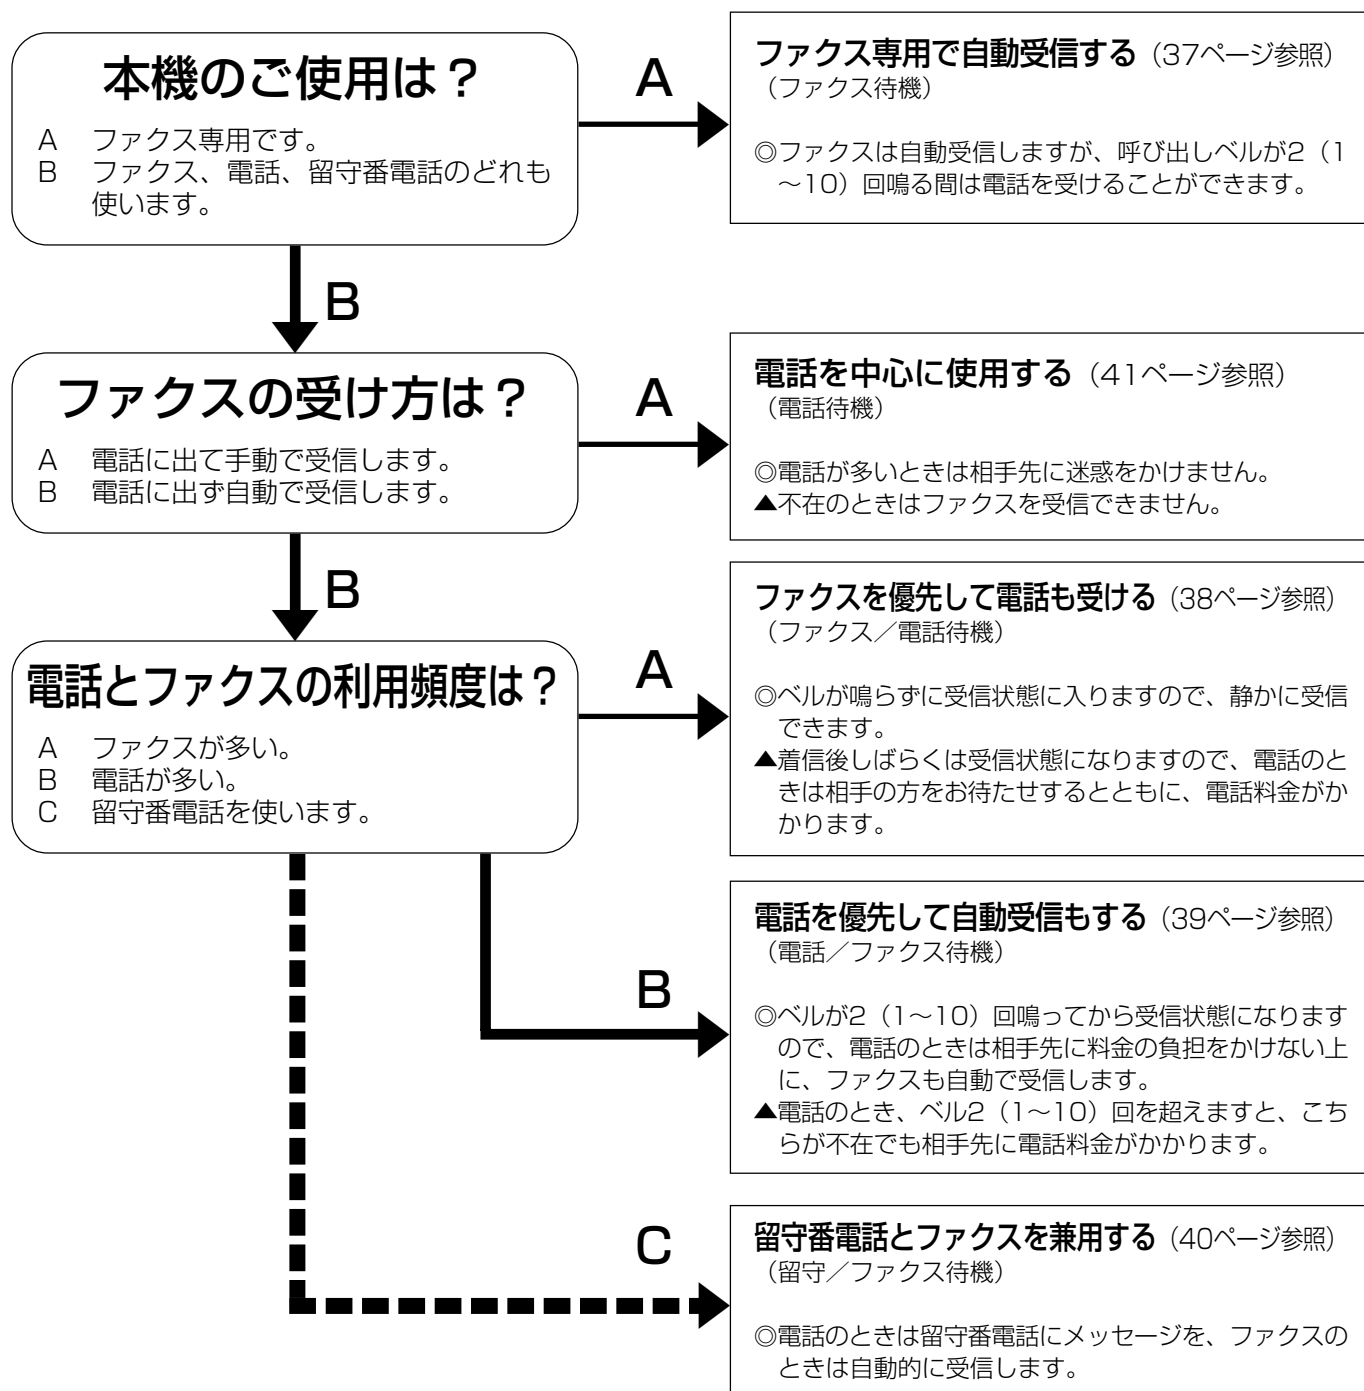 本機のご使用は？
A ファクス専用です。
B ファクス、電話、留守番電話のどれも
使います。
A
ファクス専用で自動受信する（37ページ参照）
（ファクス待機）
◎ファクスは自動受信しますが、呼び出しベルが2（1
～10）回鳴る間は電話を受けることができます。
B
ファクスの受け方は？
A 電話に出て手動で受信します。
B 電話に出ず自動で受信します。
A
電話を中心に使用する（41ページ参照）
（電話待機）
◎電話が多いときは相手先に迷惑をかけません。
▲不在のときはファクスを受信できません。
B
電話とファクスの利用頻度は？
A ファクスが多い。
B 電話が多い。
C 留守番電話を使います。
A
ファクスを優先して電話も受ける（38ページ参照）
（ファクス／電話待機）
◎ベルが鳴らずに受信状態に入りますので、静かに受信
できます。
▲着信後しばらくは受信状態になりますので、電話のと
きは相手の方をお待たせするとともに、電話料金がか
かります。
B
電話を優先して自動受信もする（39ページ参照）
（電話／ファクス待機）
◎ベルが2（1～10）回鳴ってから受信状態になります
ので、電話のときは相手先に料金の負担をかけない上
に、ファクスも自動で受信します。
▲電話のとき、ベル2（1～10）回を超えますと、こち
らが不在でも相手先に電話料金がかかります。
C
留守番電話とファクスを兼用する（40ページ参照）
（留守／ファクス待機）
◎電話のときは留守番電話にメッセージを、ファクスの
ときは自動的に受信します。